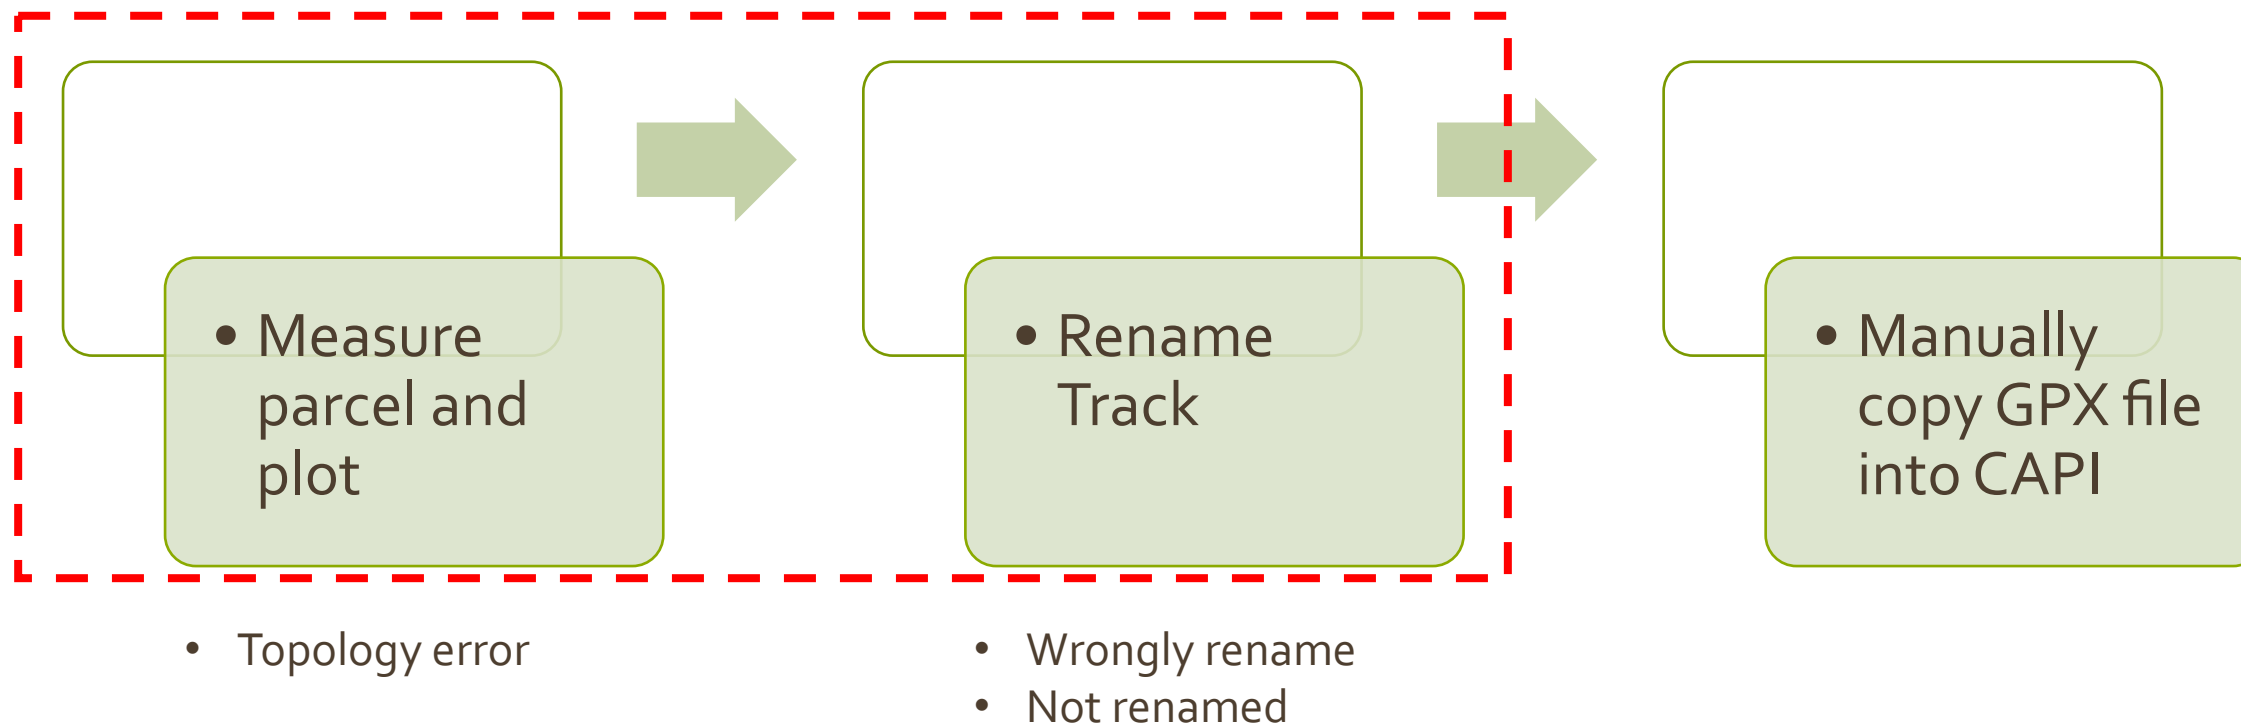 • Measure
parcel and
plot
• Rename
Track
• Manually
copy GPX file
into CAPI
• Topology error
• Wrongly rename
• Not renamed